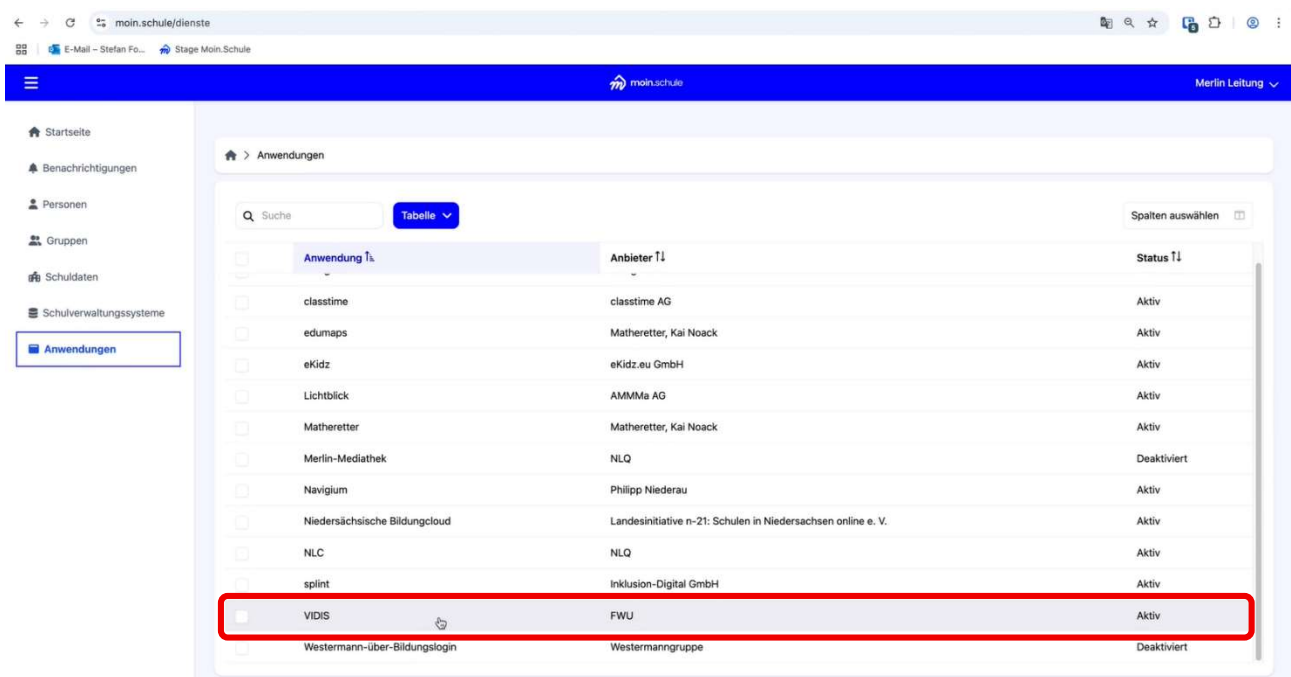 moin.schule/dienste
E-Mail – Stefan Fo... Stage Moin.Schule
moin.schule Merlin Leitung
Startseite
Benachrichtigungen
Personen
Gruppen
Schuldaten
Schulverwaltungssysteme
Anwendungen
Anwendungen
Suche Tabelle Spalten auswählen
Anwendung Anbieter Status
classtime classtime AG Aktiv
edumaps Matheretter, Kai Noack Aktiv
eKidz eKidz.eu GmbH Aktiv
Lichtblick AMMMa AG Aktiv
Matheretter Matheretter, Kai Noack Aktiv
Merlin-Mediathek NLQ Deaktiviert
Navigium Philipp Niederau Aktiv
Niedersächsische Bildungcloud Landesinitiative n-21: Schulen in Niedersachsen online e. V. Aktiv
NLC NLQ Aktiv
splint Inklusion-Digital GmbH Aktiv
VIDIS FWU Aktiv
Westermann-über-Bildungslogin Westermanngruppe Deaktiviert